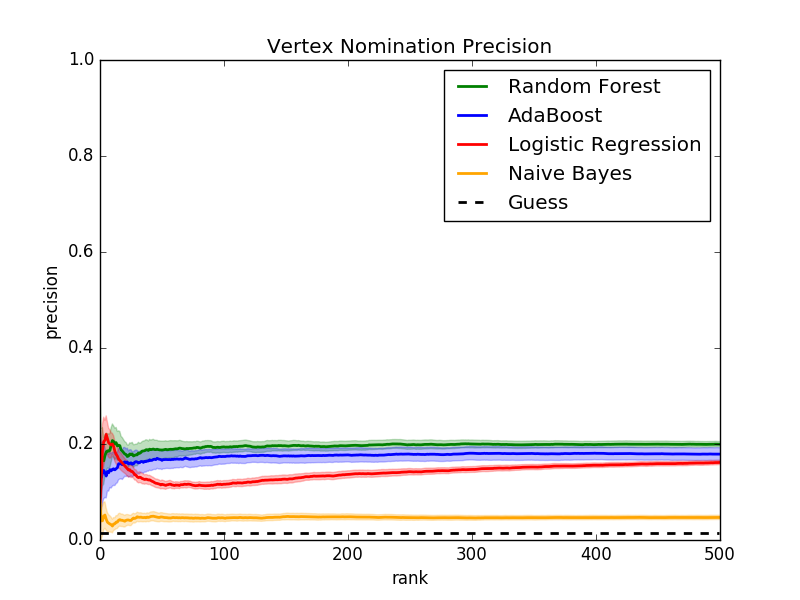 Vertex Nomination Precision
1.0
0.8
0.6
0.4
0.2
0.0
precision
Random Forest
AdaBoost
Logistic Regression
Naive Bayes
Guess
0 100 200 300 400 500
rank